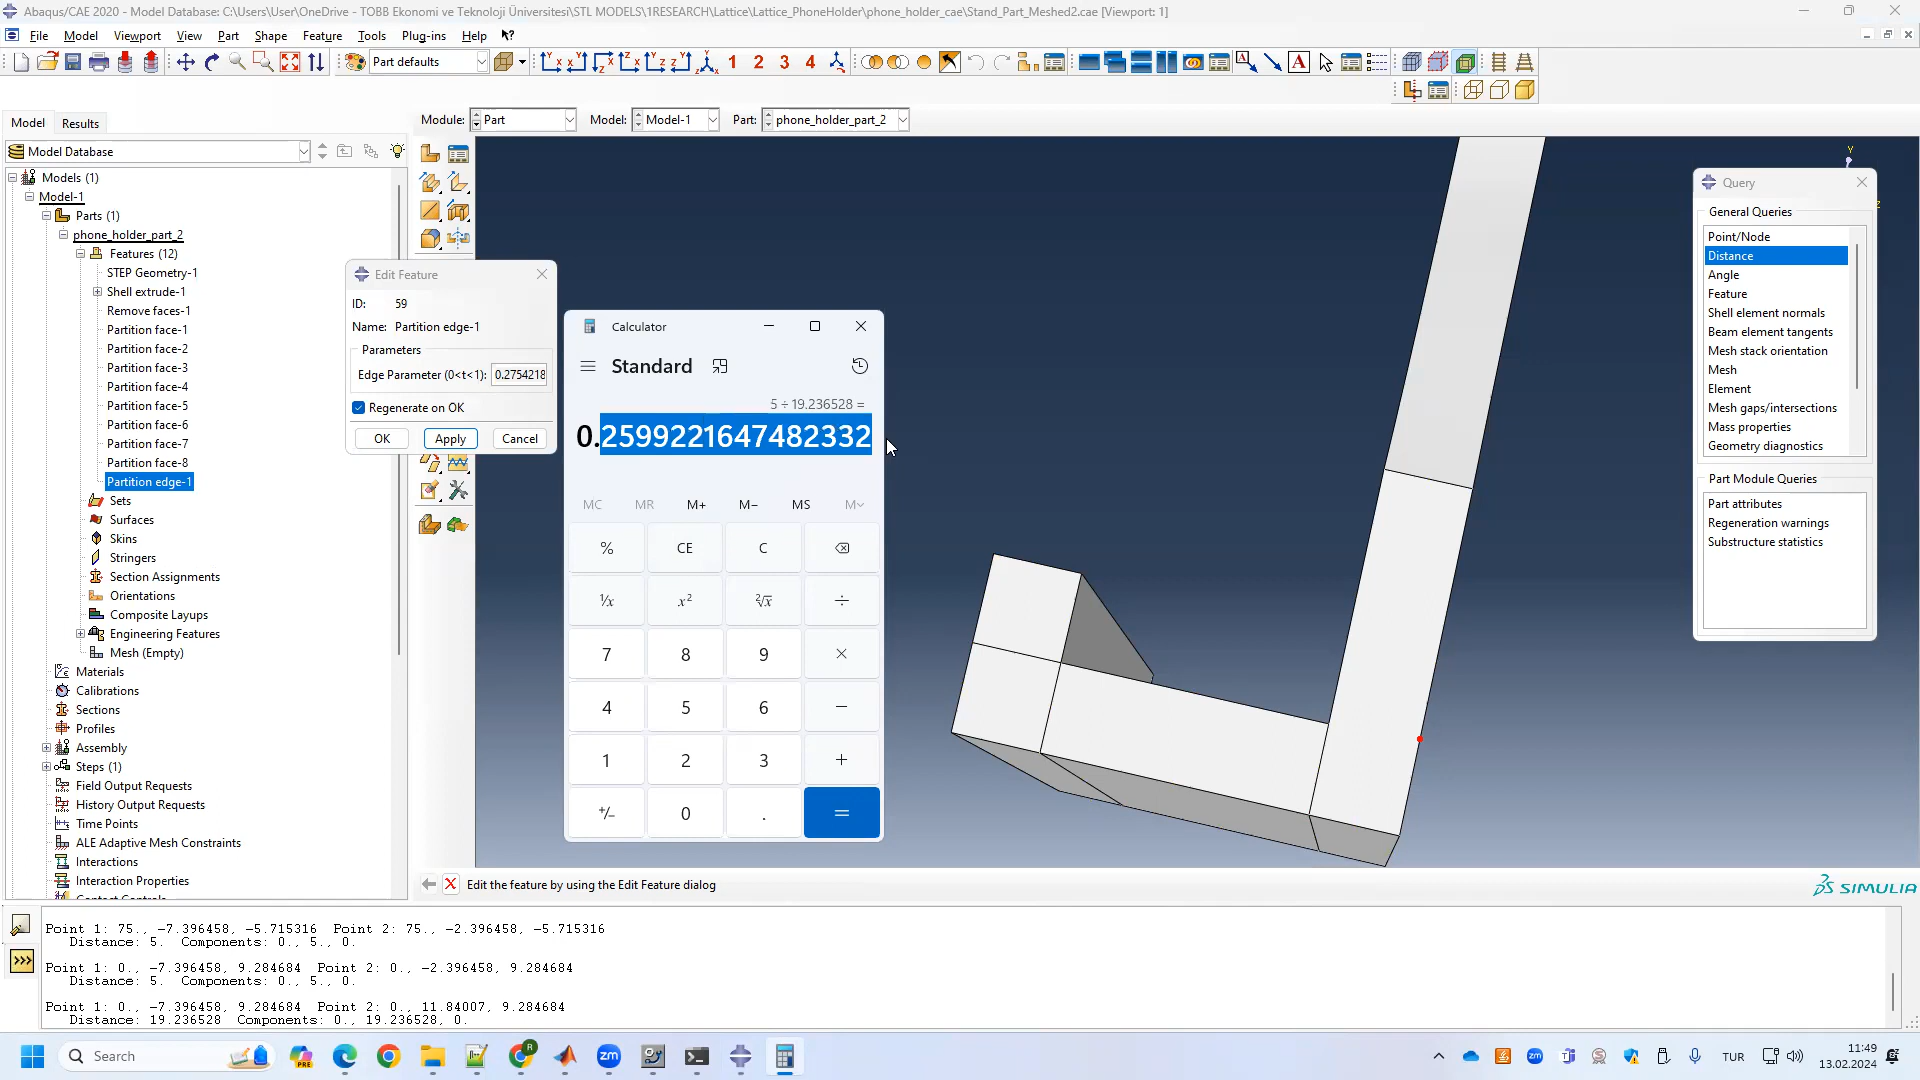 Abaqus/CAE 2020 - Model Database: C:\Users\User\OneDrive - TOBB Ekonomi ve Teknoloji Üniversitesi\STL MODELS\1RESEARCH\Lattice\Lattice_PhoneHolder\phone_holder_cae\Stand_Part_Meshed2.cae [Viewport: 1]
File Model Viewport View Part Shape Feature Tools Plug-ins Help
Part defaults
1 2 3 4
Model Results
Module: Part Model: Model-1 Part: phone_holder_part_2
Model Database
Models (1)
Model-1
Parts (1)
phone_holder_part_2
Features (12)
STEP Geometry-1
Shell extrude-1
Remove faces-1
Partition face-1
Partition face-2
Partition face-3
Partition face-4
Partition face-5
Partition face-6
Partition face-7
Partition face-8
Partition edge-1
Sets
Surfaces
Skins
Stringers
Section Assignments
Orientations
Composite Layups
Engineering Features
Mesh (Empty)
Materials
Calibrations
Sections
Profiles
Assembly
Steps (1)
Field Output Requests
History Output Requests
Time Points
ALE Adaptive Mesh Constraints
Interactions
Interaction Properties
Edit Feature
ID: 59
Name: Partition edge-1
Parameters
Edge Parameter (0<t<1): 0.2754218
Regenerate on OK
OK Apply Cancel
Calculator
Standard
5 ÷ 19.236528 =
0.2599221647482332
MC MR M+ M− MS M
% CE C
¹/x x² ²√x ÷
7 8 9 ×
4 5 6 −
1 2 3 +
+/− 0 . =
Y
Query
General Queries
Point/Node
Distance
Angle
Feature
Shell element normals
Beam element tangents
Mesh stack orientation
Mesh
Element
Mesh gaps/intersections
Mass properties
Geometry diagnostics
Part Module Queries
Part attributes
Regeneration warnings
Substructure statistics
Edit the feature by using the Edit Feature dialog
SIMULIA
Point 1: 75., -7.396458, -5.715316 Point 2: 75., -2.396458, -5.715316
Distance: 5. Components: 0., 5., 0.
Point 1: 0., -7.396458, 9.284684 Point 2: 0., -2.396458, 9.284684
Distance: 5. Components: 0., 5., 0.
Point 1: 0., -7.396458, 9.284684 Point 2: 0., 11.84007, 9.284684
Distance: 19.236528 Components: 0., 19.236528, 0.
>>>
Search
TUR
11:49
13.02.2024